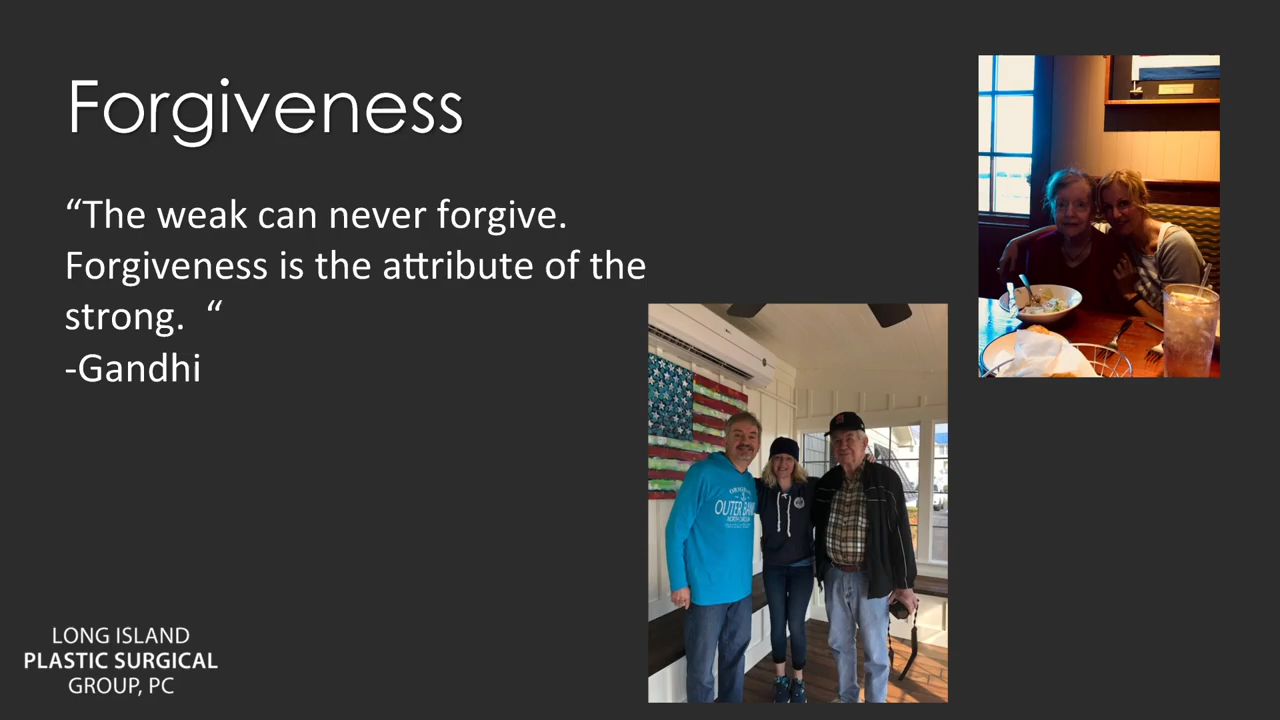 Forgiveness
“The weak can never forgive.
Forgiveness is the attribute of the
strong.  “
-Gandhi
OUTER BANKS
NORTH CAROLINA
LONG ISLAND
PLASTIC SURGICAL
GROUP, PC